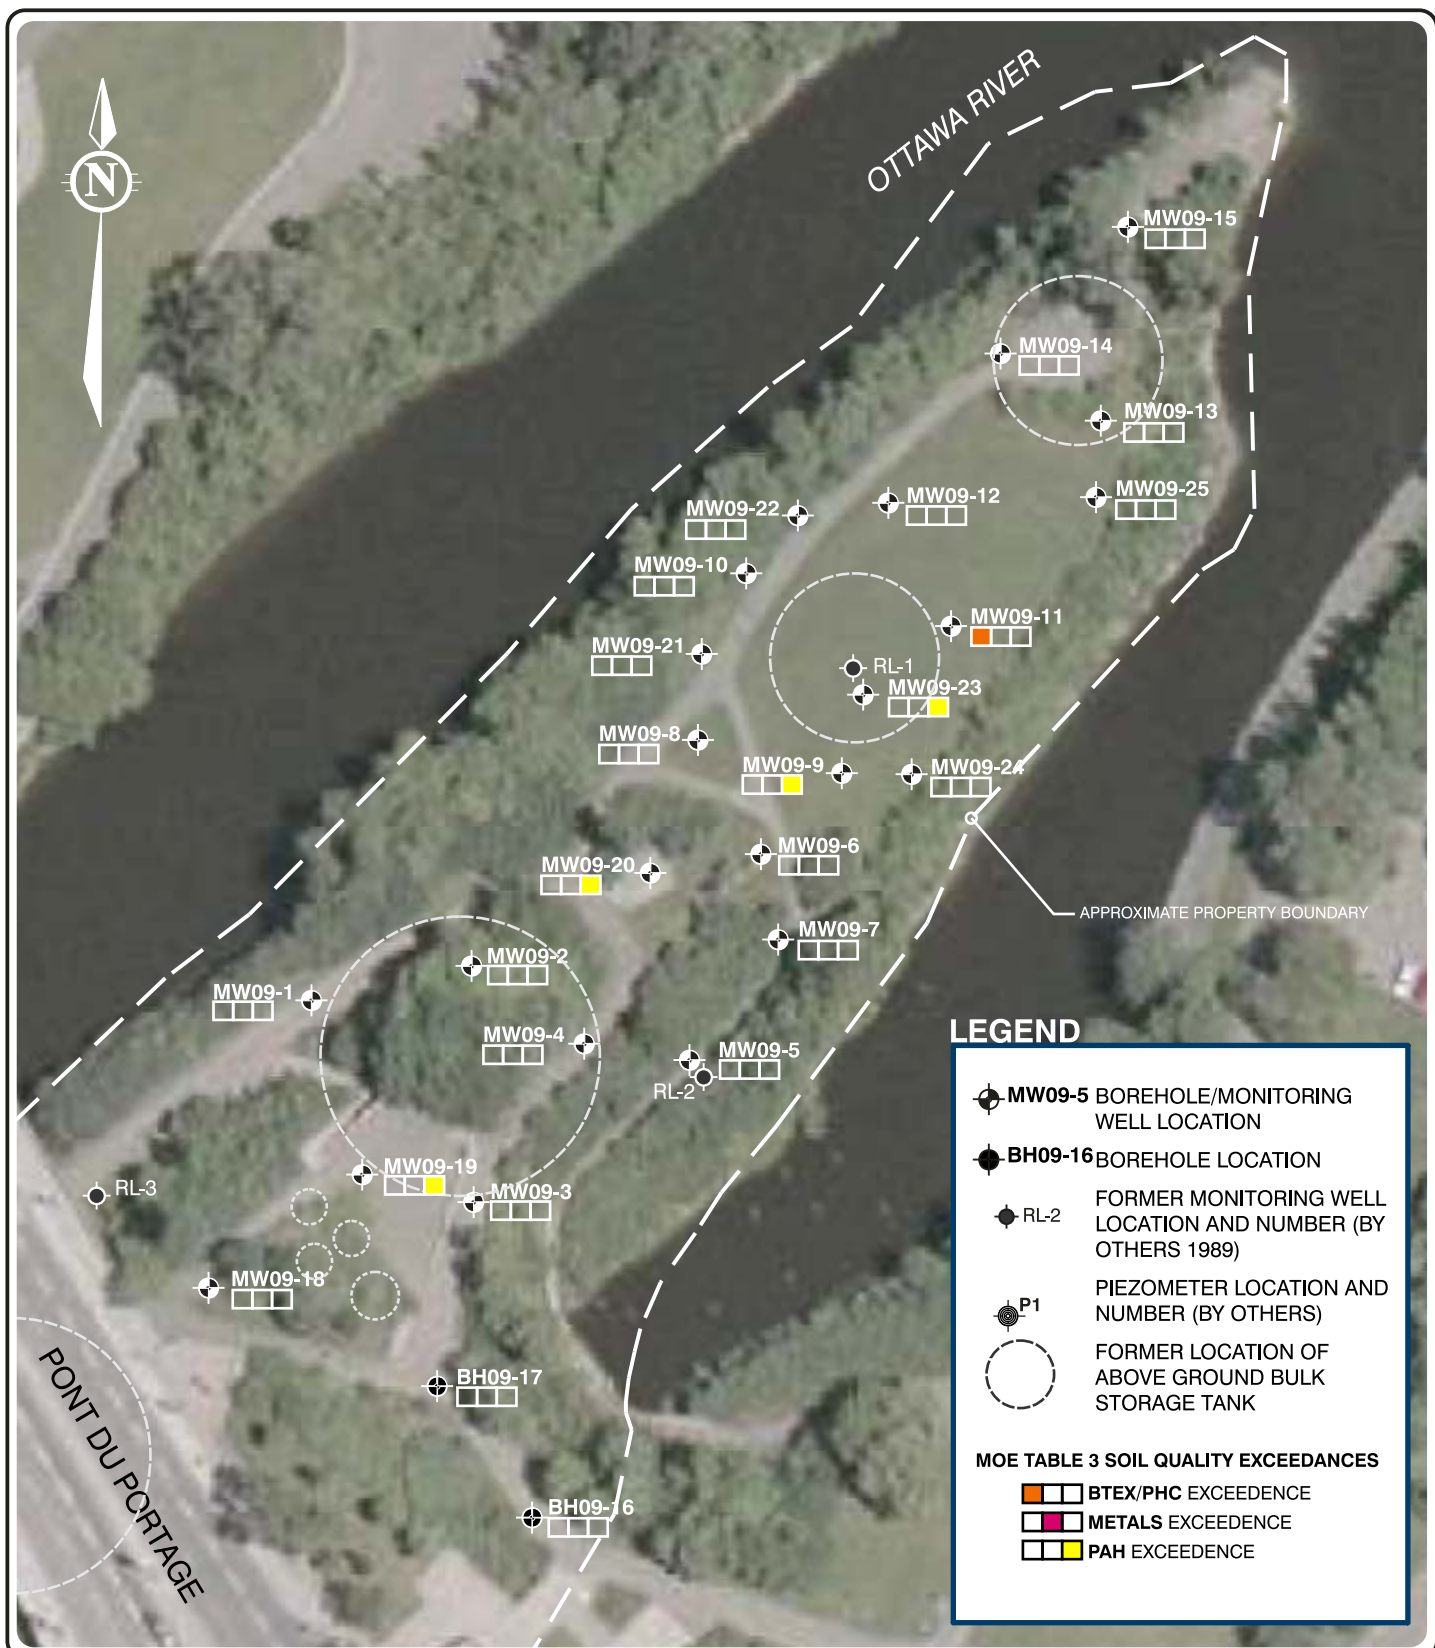 OTTAWA RIVER
N
MW09-15
MW09-14
MW09-13
MW09-25
MW09-12
MW09-22
MW09-10
MW09-11
MW09-21
RL-1
MW09-23
MW09-8
MW09-9
MW09-24
MW09-6
MW09-20
APPROXIMATE PROPERTY BOUNDARY
MW09-7
MW09-2
MW09-1
MW09-4
MW09-5
RL-2
MW09-19
RL-3
MW09-3
MW09-18
BH09-17
BH09-16
PONT DU PORTAGE
LEGEND
MW09-5 BOREHOLE/MONITORING
WELL LOCATION
BH09-16 BOREHOLE LOCATION
FORMER MONITORING WELL
RL-2 LOCATION AND NUMBER (BY
OTHERS 1989)
PIEZOMETER LOCATION AND
P1 NUMBER (BY OTHERS)
FORMER LOCATION OF
ABOVE GROUND BULK
STORAGE TANK
MOE TABLE 3 SOIL QUALITY EXCEEDANCES
BTEX/PHC EXCEEDENCE
METALS EXCEEDENCE
PAH EXCEEDENCE